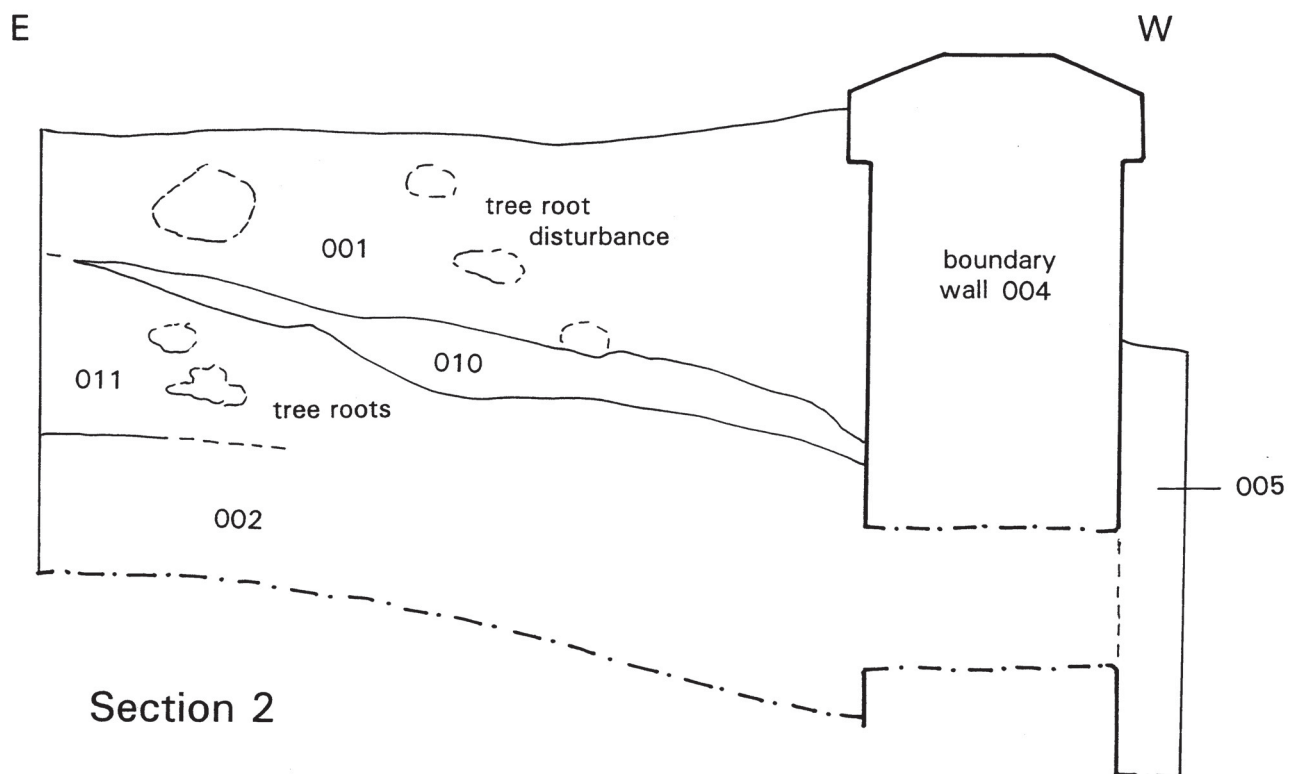 E
W
tree root
disturbance
001
boundary
wall 004
010
011
tree roots
005
002
Section 2